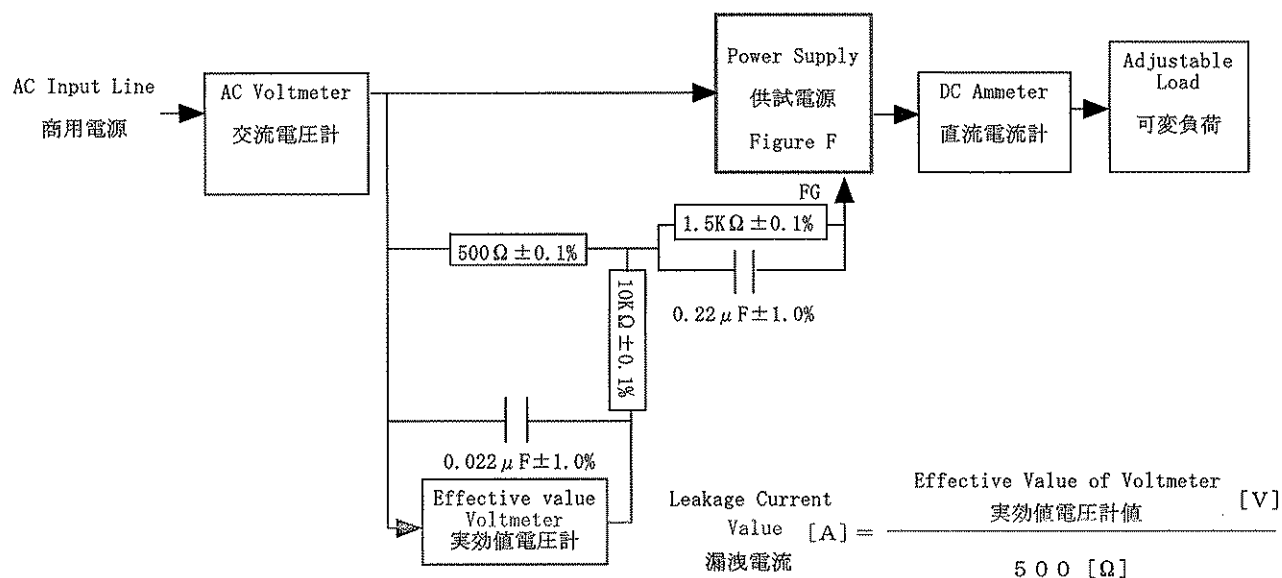 AC Input Line
商用電源
AC Voltmeter
交流電圧計
Power Supply
供試電源
Figure F
DC Ammeter
直流電流計
Adjustable
Load
可変負荷
FG
1.5KΩ±0.1%
500Ω±0.1%
0.22μF±1.0%
10KΩ±0.1%
0.022μF±1.0%
Effective value
Voltmeter
実効値電圧計
Leakage Current
Value [A]=
漏洩電流
Effective Value of Voltmeter
実効値電圧計値 [V]
500 [Ω]